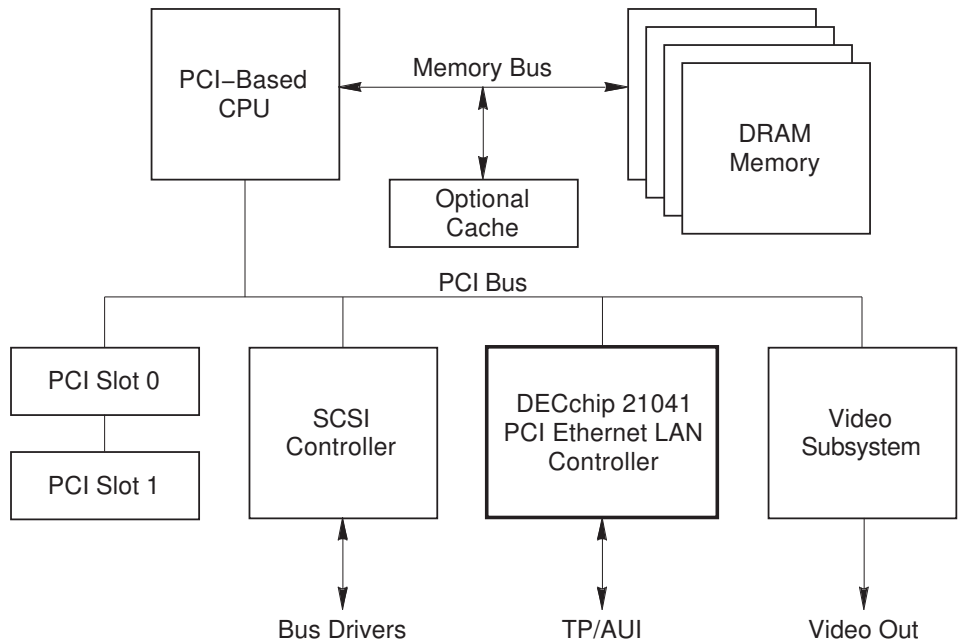 PCI–Based
CPU
Memory Bus
DRAM
Memory
Optional
Cache
PCI Bus
PCI Slot 0
PCI Slot 1
SCSI
Controller
DECchip 21041
PCI Ethernet LAN
Controller
Video
Subsystem
Bus Drivers
TP/AUI
Video Out